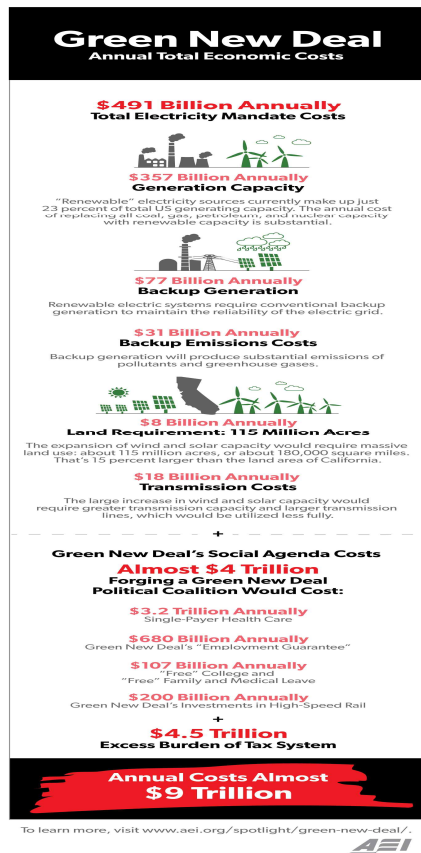 Green New Deal
Annual Total Economic Costs
$491 Billion Annually
Total Electricity Mandate Costs
$357 Billion Annually
Generation Capacity
"Renewable" electricity sources currently make up just
23 percent of total US generating capacity. The annual cost
of replacing all coal, gas, petroleum, and nuclear capacity
with renewable capacity is substantial.
$77 Billion Annually
Backup Generation
Renewable electric systems require conventional backup
generation to maintain the reliability of the electric grid.
$31 Billion Annually
Backup Emissions Costs
Backup generation will produce substantial emissions of
pollutants and greenhouse gases.
$8 Billion Annually
Land Requirement: 115 Million Acres
The expansion of wind and solar capacity would require massive
land use: about 115 million acres, or about 180,000 square miles.
That's 15 percent larger than the land area of California.
$18 Billion Annually
Transmission Costs
The large increase in wind and solar capacity would
require greater transmission capacity and larger transmission
lines, which would be utilized less fully.
+
Green New Deal's Social Agenda Costs
Almost $4 Trillion
Forging a Green New Deal
Political Coalition Would Cost:
$3.2 Trillion Annually
Single-Payer Health Care
$680 Billion Annually
Green New Deal's "Employment Guarantee"
$107 Billion Annually
"Free" College and
"Free" Family and Medical Leave
$200 Billion Annually
Green New Deal's Investments in High-Speed Rail
+
$4.5 Trillion
Excess Burden of Tax System
Annual Costs Almost
$9 Trillion
To learn more, visit www.aei.org/spotlight/green-new-deal/.
AEI